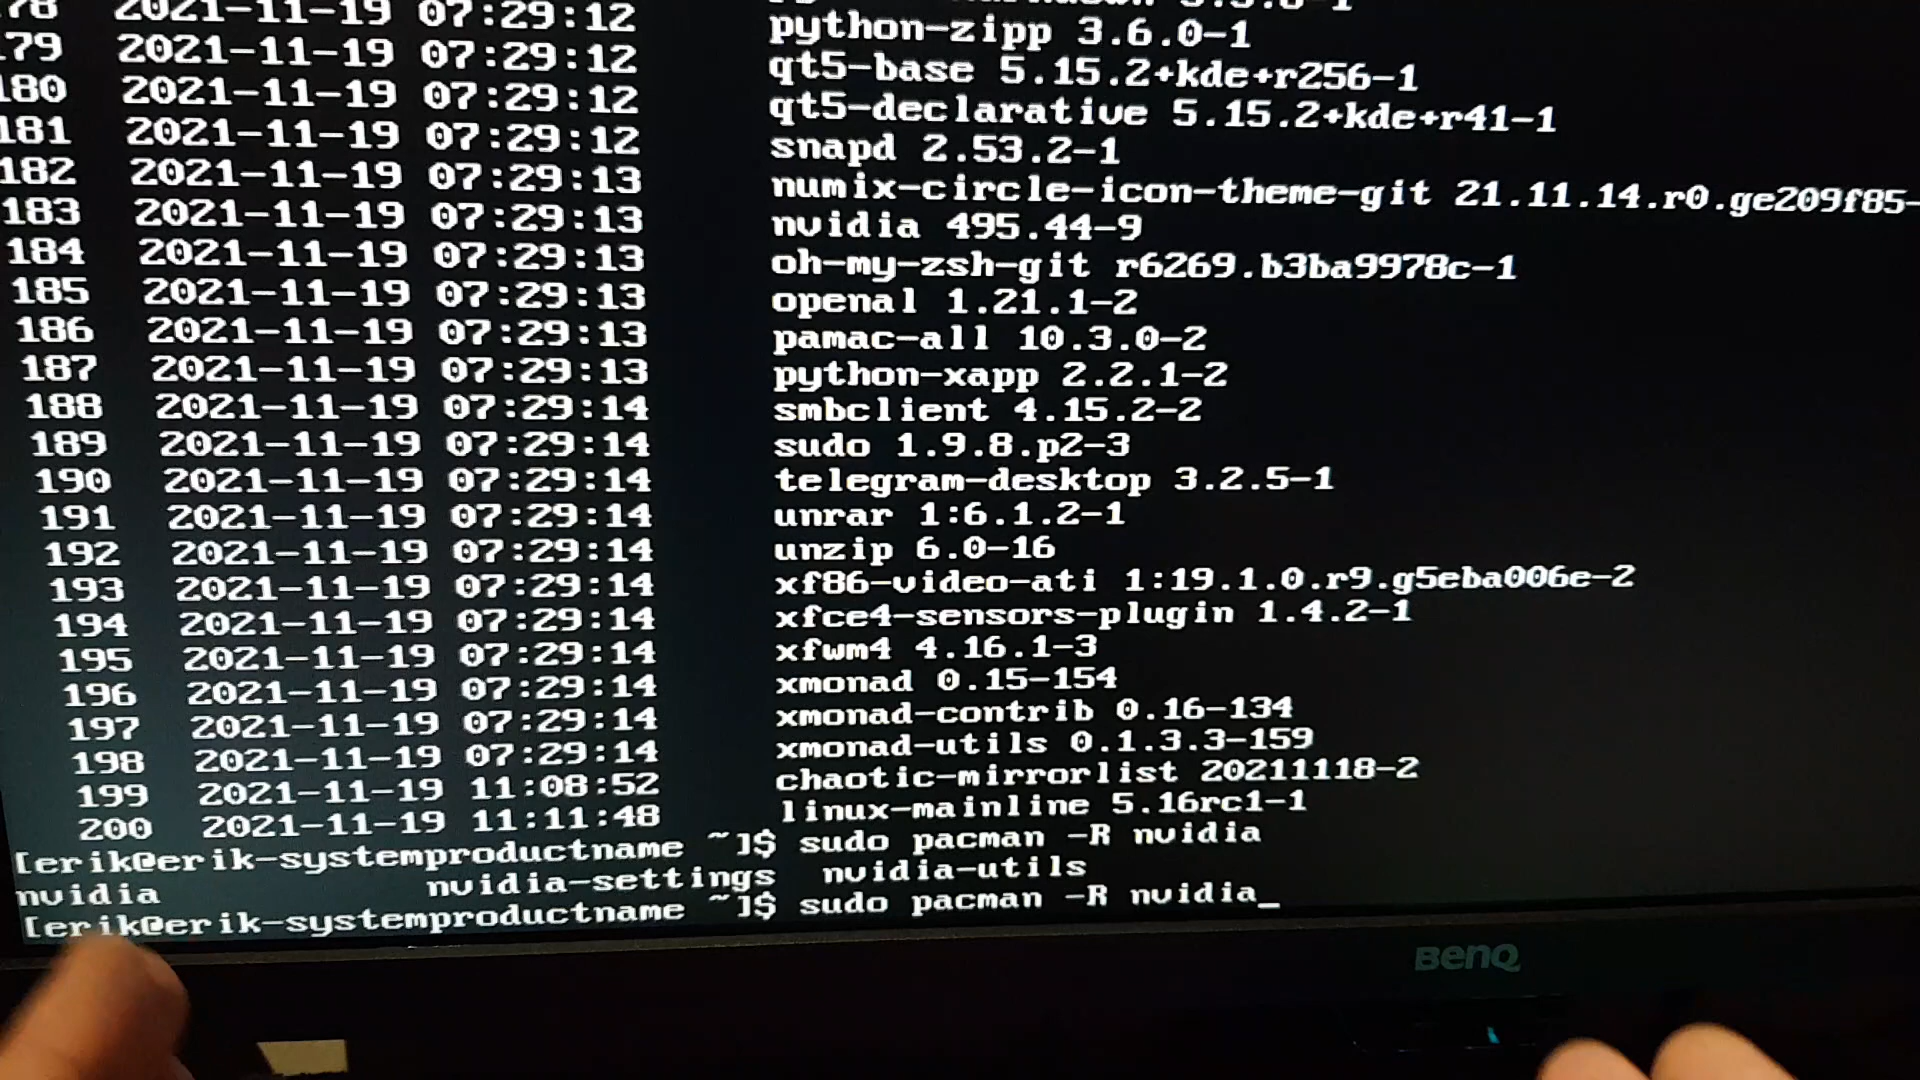 2021-11-19 07:29:12
179 2021-11-19 07:29:12 python-zipp 3.6.0-1
180 2021-11-19 07:29:12 qt5-base 5.15.2+kde+r256-1
181 2021-11-19 07:29:12 qt5-declarative 5.15.2+kde+r41-1
182 2021-11-19 07:29:13 snapd 2.53.2-1
183 2021-11-19 07:29:13 numix-circle-icon-theme-git 21.11.14.r0.ge209f85-
184 2021-11-19 07:29:13 nvidia 495.44-9
185 2021-11-19 07:29:13 oh-my-zsh-git r6269.b3ba9978c-1
186 2021-11-19 07:29:13 openal 1.21.1-2
187 2021-11-19 07:29:13 pamac-all 10.3.0-2
188 2021-11-19 07:29:14 python-xapp 2.2.1-2
189 2021-11-19 07:29:14 smbclient 4.15.2-2
190 2021-11-19 07:29:14 sudo 1.9.8.p2-3
191 2021-11-19 07:29:14 telegram-desktop 3.2.5-1
192 2021-11-19 07:29:14 unrar 1:6.1.2-1
193 2021-11-19 07:29:14 unzip 6.0-16
194 2021-11-19 07:29:14 xf86-video-ati 1:19.1.0.r9.g5eba006e-2
195 2021-11-19 07:29:14 xfce4-sensors-plugin 1.4.2-1
196 2021-11-19 07:29:14 xfwm4 4.16.1-3
197 2021-11-19 07:29:14 xmonad 0.15-154
198 2021-11-19 07:29:14 xmonad-contrib 0.16-134
199 2021-11-19 11:08:52 xmonad-utils 0.1.3.3-159
200 2021-11-19 11:11:48 chaotic-mirrorlist 20211118-2
linux-mainline 5.16rc1-1
[erik@erik-systemproductname ~]$ sudo pacman -R nvidia
nvidia nvidia-settings nvidia-utils
[erik@erik-systemproductname ~]$ sudo pacman -R nvidia_
BenQ